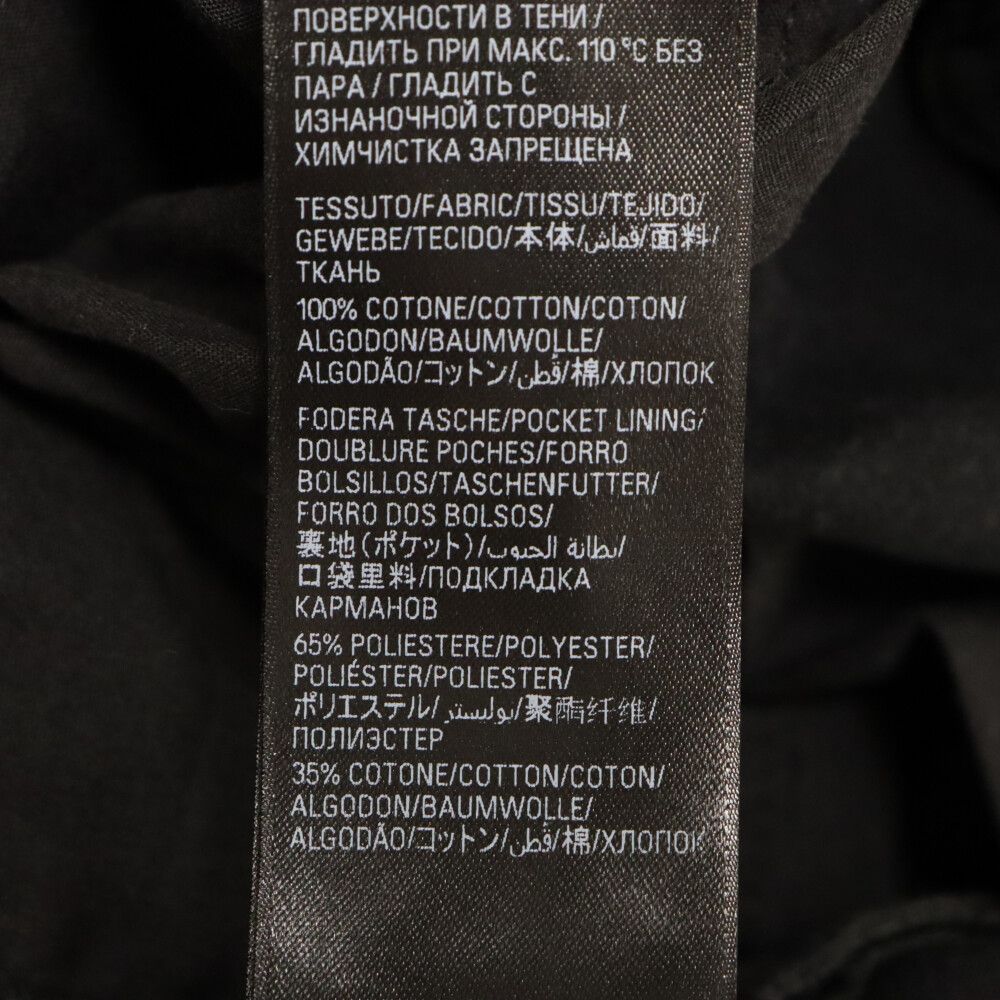 ПОВЕРХНОСТИ В ТЕНИ /
ГЛАДИТЬ ПРИ МАКС. 110 °C БЕЗ
ПАРА / ГЛАДИТЬ С
ИЗНАНОЧНОЙ СТОРОНЫ /
ХИМЧИСТКА ЗАПРЕЩЕНА
TESSUTO/FABRIC/TISSU/TEJIDO/
GEWEBE/TECIDO/本体/قماش/面料/
ТКАНЬ
100% COTONE/COTTON/COTON/
ALGODON/BAUMWOLLE/
ALGODÃO/コットン/قُطن/棉/ХЛОПОК
FODERA TASCHE/POCKET LINING/
DOUBLURE POCHES/FORRO
BOLSILLOS/TASCHENFUTTER/
FORRO DOS BOLSOS/
裏地(ポケット)/بطانة الجيوب/
口袋里料/ПОДКЛАДКА
КАРМАНОВ
65% POLIESTERE/POLYESTER/
POLIÉSTER/POLIESTER/
ポリエステル/بوليستر/聚酯纤维/
ПОЛИЭСТЕР
35% COTONE/COTTON/COTON/
ALGODON/BAUMWOLLE/
ALGODÃO/コットン/قُطن/棉/ХЛОПОК